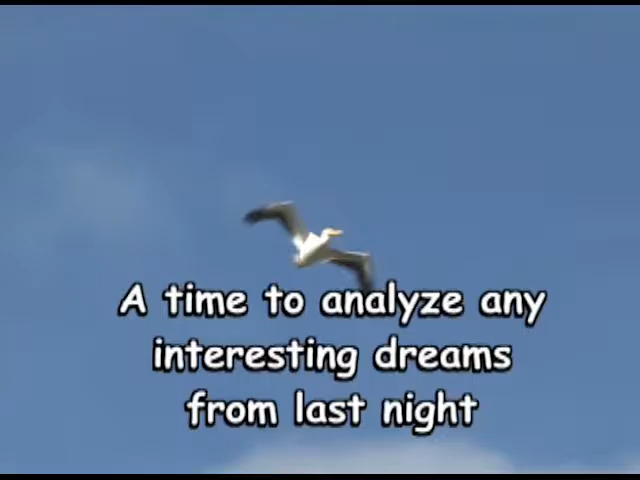 A time to analyze any
interesting dreams
from last night